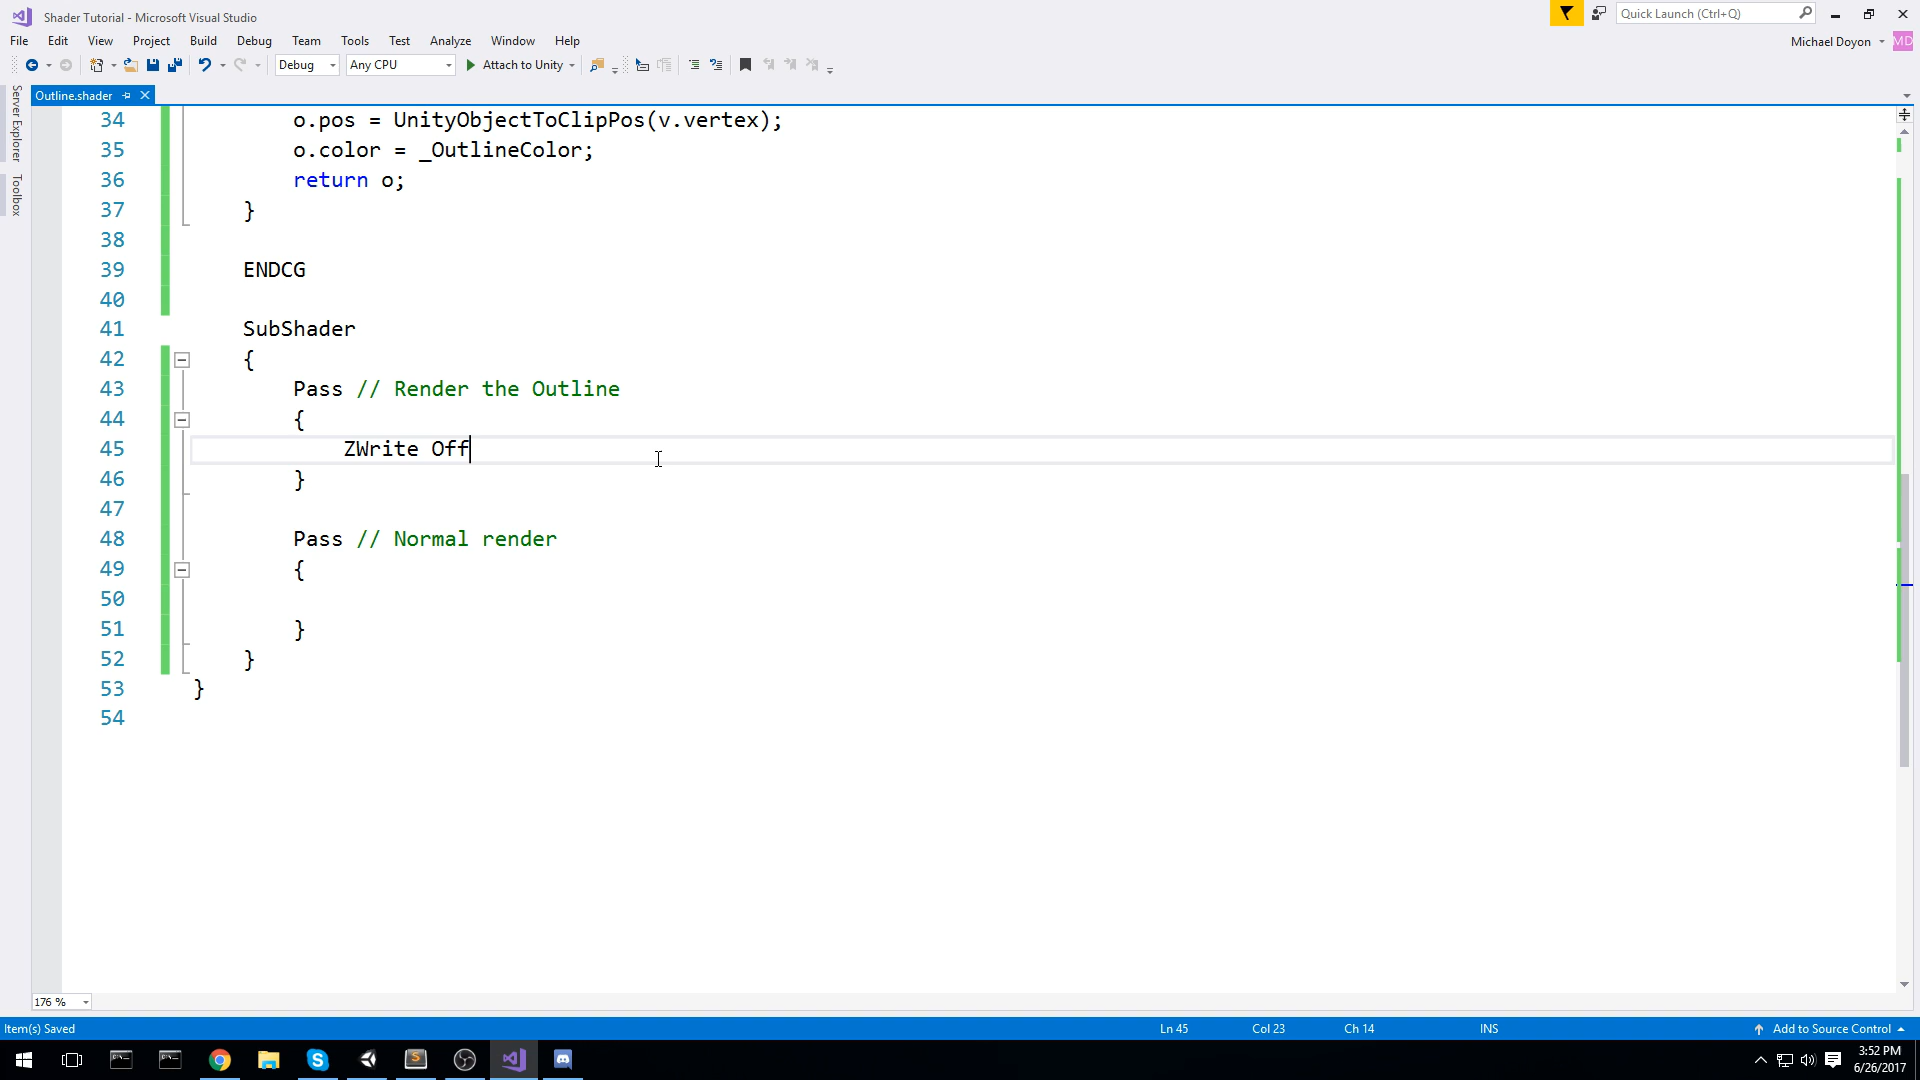 Shader Tutorial - Microsoft Visual Studio
Quick Launch (Ctrl+Q)
File Edit View Project Build Debug Team Tools Test Analyze Window Help
Michael Doyon MD
Debug Any CPU Attach to Unity
Server Explorer
Toolbox
Outline.shader
34 o.pos = UnityObjectToClipPos(v.vertex);
35 o.color = _OutlineColor;
36 return o;
37 }
38
39 ENDCG
40
41 SubShader
42 {
43 Pass // Render the Outline
44 {
45 ZWrite Off
46 }
47
48 Pass // Normal render
49 {
50
51 }
52 }
53 }
54
176 %
Item(s) Saved Ln 45 Col 23 Ch 14 INS Add to Source Control
3:52 PM
6/26/2017